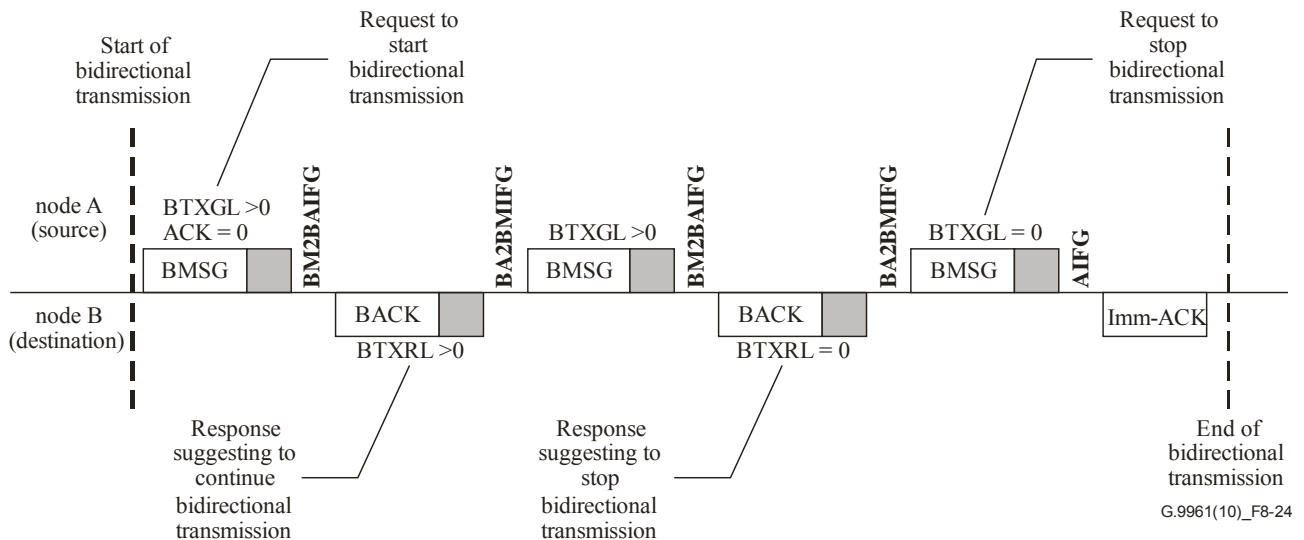 Start of
bidirectional
transmission
Request to
start
bidirectional
transmission
Request to
stop
bidirectional
transmission
node A
(source)
BTXGL >0
ACK = 0
BMSG
BM2BAIFG
BA2BMIFG
BTXGL >0
BMSG
BM2BAIFG
BA2BMIFG
BTXGL = 0
BMSG
AIFG
node B
(destination)
BACK
BTXRL >0
BACK
BTXRL = 0
Imm-ACK
Response
suggesting to
continue
bidirectional
transmission
Response
suggesting to
stop
bidirectional
transmission
End of
bidirectional
transmission
G.9961(10)_F8-24